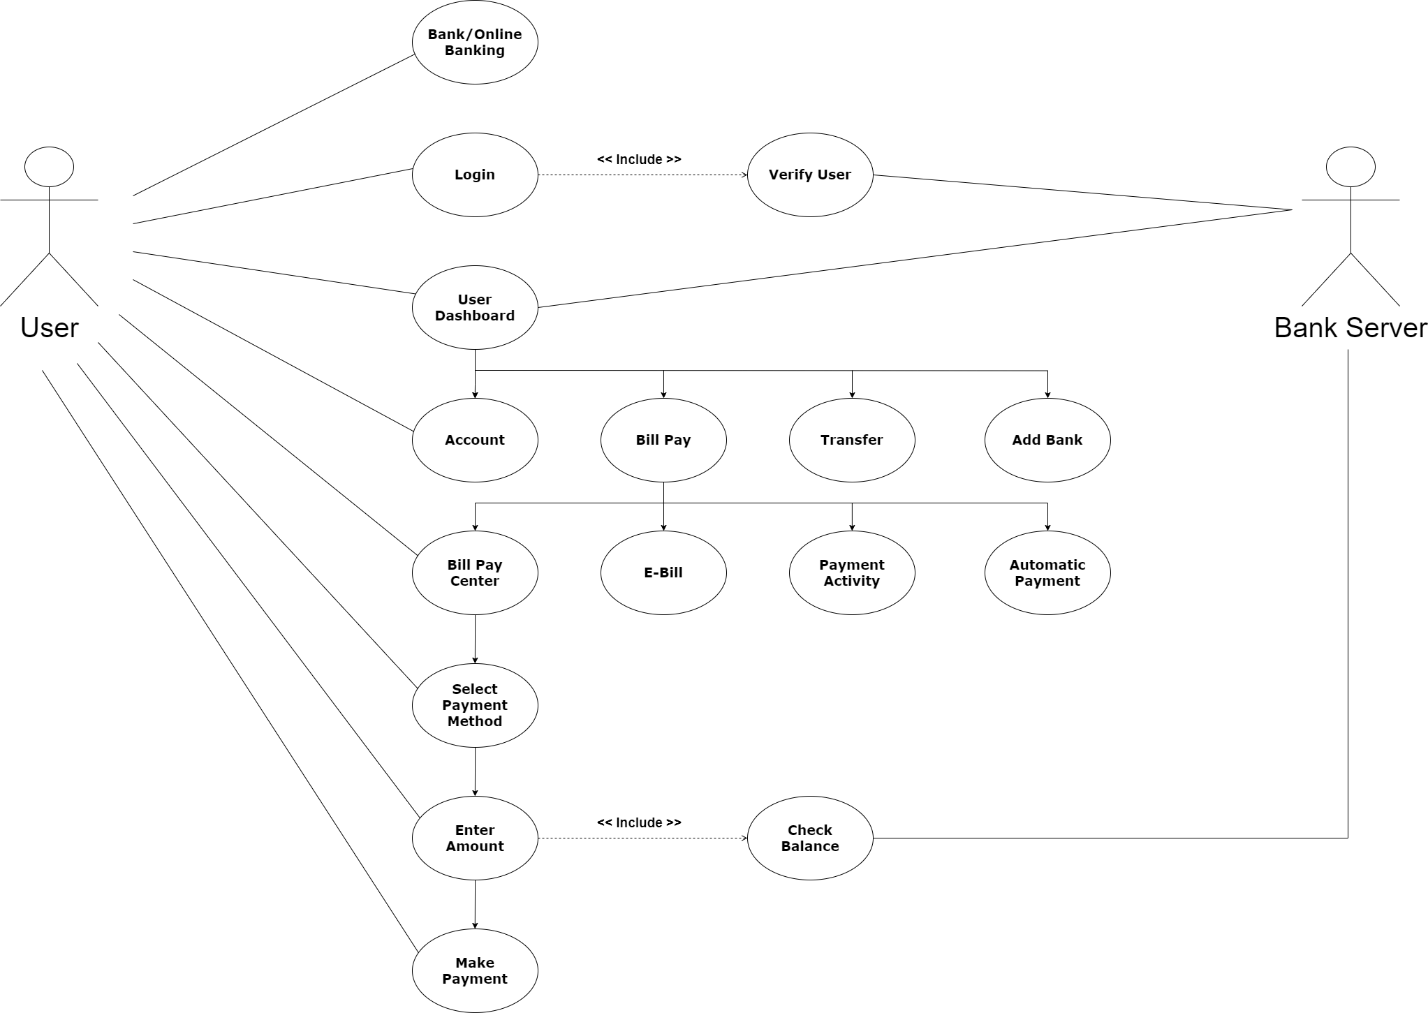 Bank/Online
Banking
Login
<< Include >>
Verify User
User
Bank Server
User
Dashboard
Account
Bill Pay
Transfer
Add Bank
Bill Pay
Center
E-Bill
Payment
Activity
Automatic
Payment
Select
Payment
Method
Enter
Amount
<< Include >>
Check
Balance
Make
Payment